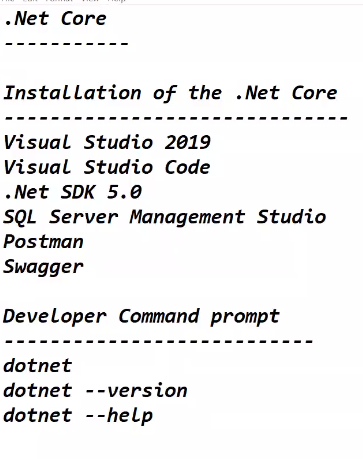 .Net Core
-----------
Installation of the .Net Core
------------------------------
Visual Studio 2019
Visual Studio Code
.Net SDK 5.0
SQL Server Management Studio
Postman
Swagger
Developer Command prompt
---------------------------
dotnet
dotnet --version
dotnet --help